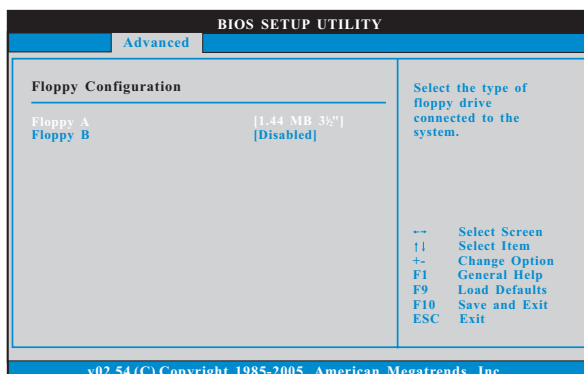 BIOS SETUP UTILITY
Advanced
Floppy Configuration
Floppy A [1.44 MB 3½"]
Floppy B [Disabled]
Select the type of
floppy drive
connected to the
system.
←→ Select Screen
↑↓ Select Item
+- Change Option
F1 General Help
F9 Load Defaults
F10 Save and Exit
ESC Exit
v02.54 (C) Copyright 1985-2005, American Megatrends, Inc.